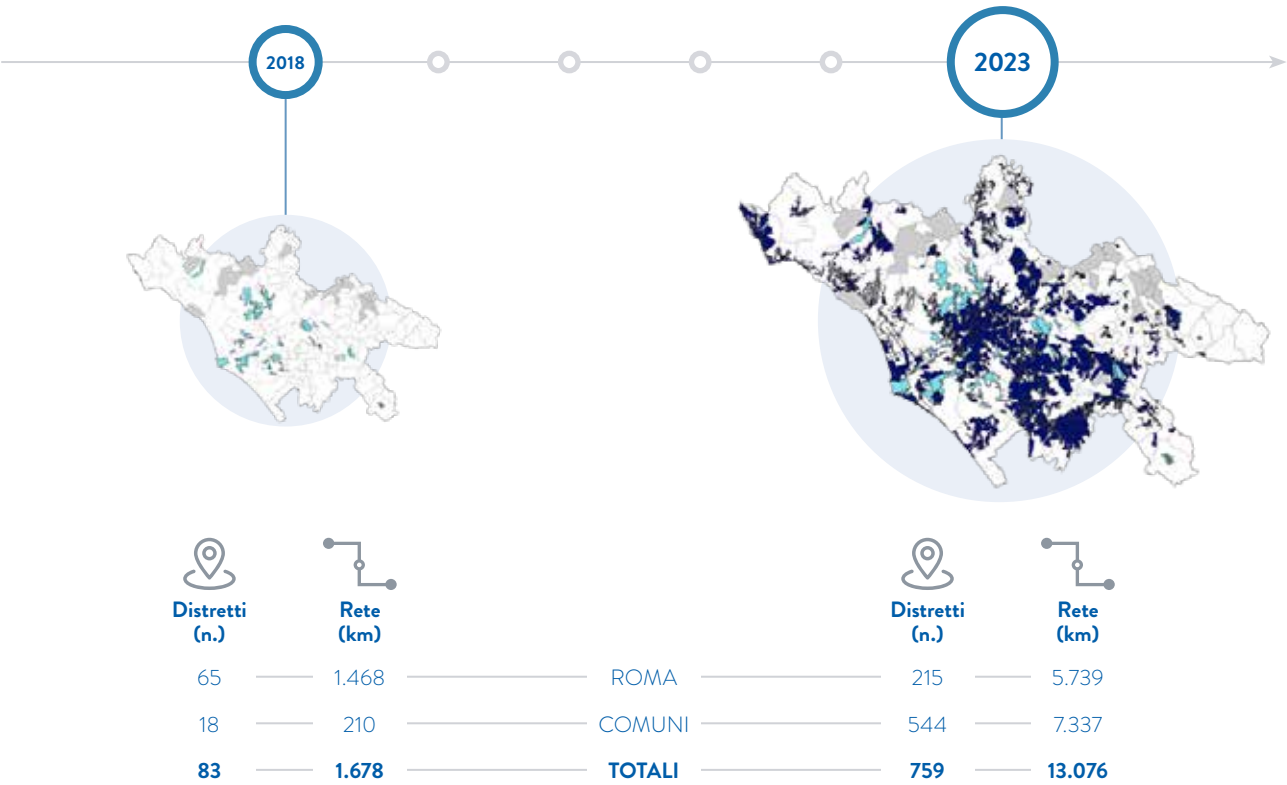 2018
2023
Distretti
(n.)
Rete
(km)
Distretti
(n.)
Rete
(km)
65 1.468 ROMA 215 5.739
18 210 COMUNI 544 7.337
83 1.678 TOTALI 759 13.076